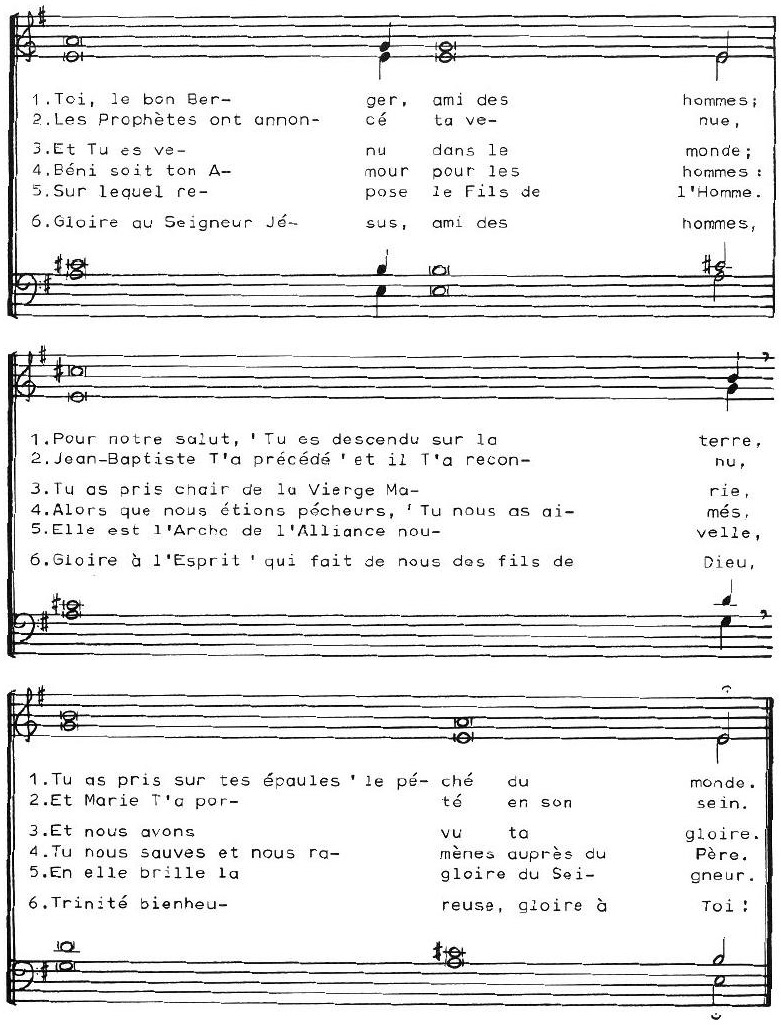 1.Toi, le bon Ber- ger, ami des hommes;
2.Les Prophètes ont annon- cé ta ve- nue,
3.Et Tu es ve- nu dans le monde;
4.Béni soit ton A- mour pour les hommes:
5.Sur lequel re- pose le Fils de l'Homme.
6.Gloire au Seigneur Jé- sus, ami des hommes,
1.Pour notre salut, ' Tu es descendu sur la terre,
2.Jean-Baptiste T'a précédé ' et il T'a recon- nu,
3.Tu as pris chair de la Vierge Ma- rie,
4.Alors que nous étions pécheurs, ' Tu nous as ai- més,
5.Elle est l'Arche de l'Alliance nou- velle,
6.Gloire à l'Esprit ' qui fait de nous des fils de Dieu,
1.Tu as pris sur tes épaules ' le pé- ché du monde.
2.Et Marie T'a por- té en son sein.
3.Et nous avons vu ta gloire.
4.Tu nous sauves et nous ra- mènes auprès du Père.
5.En elle brille la gloire du Sei- gneur.
6.Trinité bienheu- reuse, gloire à Toi!